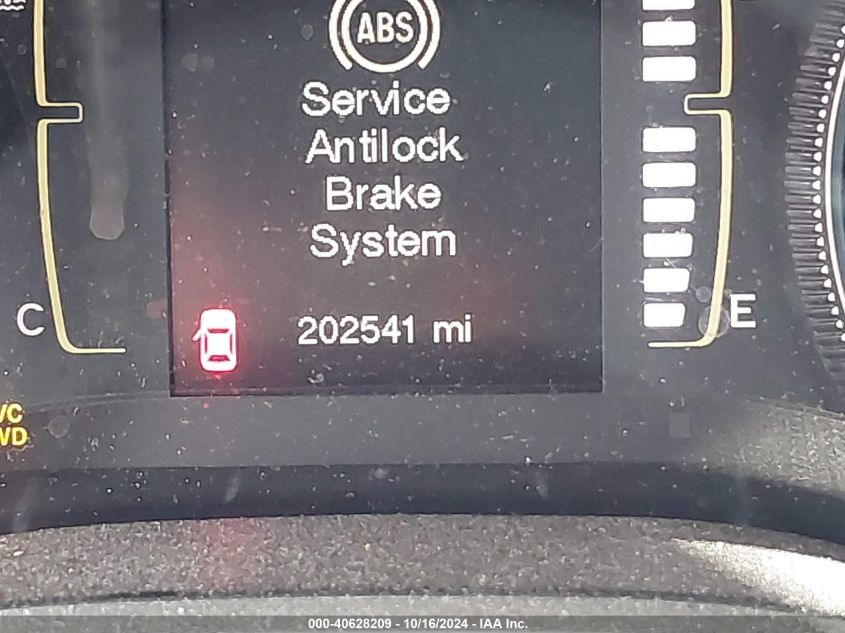 ABS
Service
Antilock
Brake
System
C
E
202541 mi
000-40628209 - 10/16/2024 - IAA Inc.